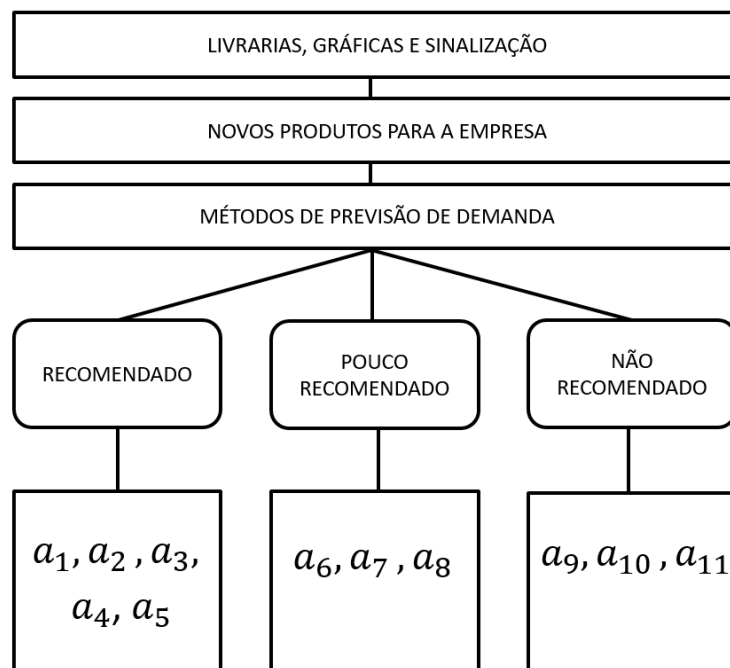 LIVRARIAS, GRÁFICAS E SINALIZAÇÃO
NOVOS PRODUTOS PARA A EMPRESA
MÉTODOS DE PREVISÃO DE DEMANDA
RECOMENDADO
POUCO
RECOMENDADO
NÃO
RECOMENDADO
a₁, a₂ , a₃,
a₄, a₅
a₆, a₇ , a₈
a₉, a₁₀ , a₁₁